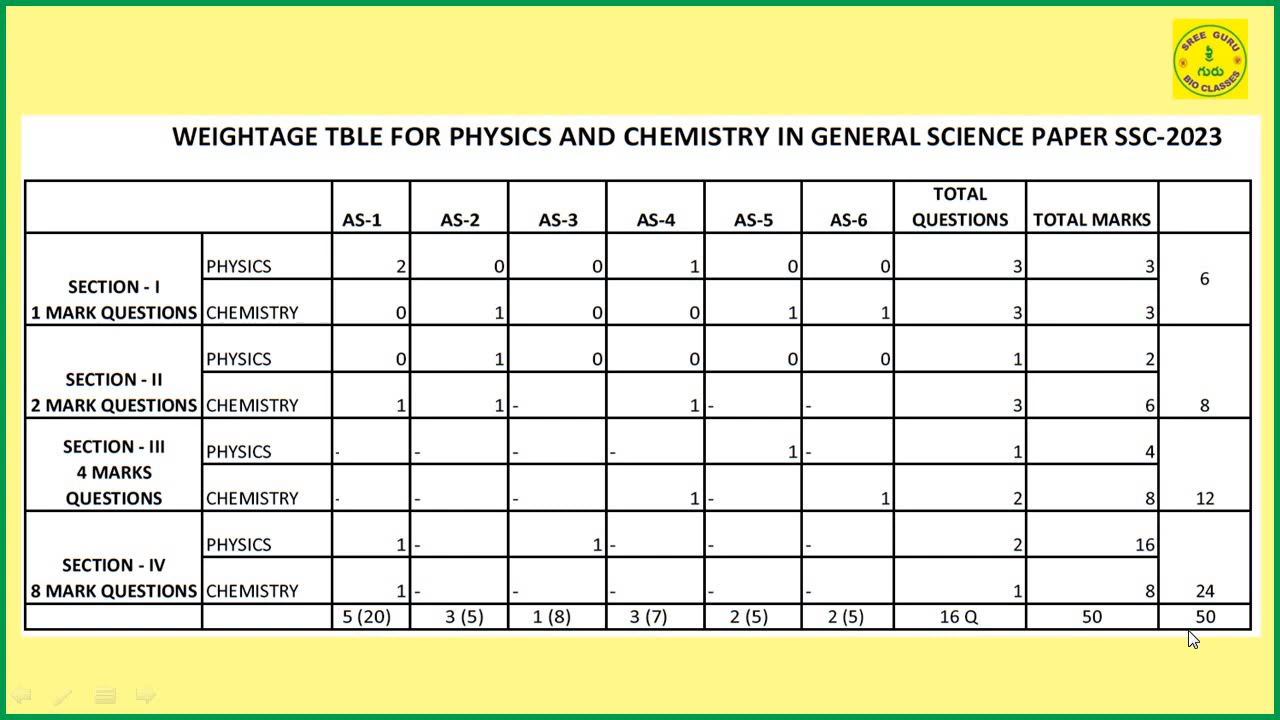 SREE GURU
శ్రీ
గురు
BIO CLASSES
WEIGHTAGE TBLE FOR PHYSICS AND CHEMISTRY IN GENERAL SCIENCE PAPER SSC-2023
AS-1 AS-2 AS-3 AS-4 AS-5 AS-6 TOTAL QUESTIONS TOTAL MARKS
SECTION - I
1 MARK QUESTIONS
PHYSICS 2 0 0 1 0 0 3 3
CHEMISTRY 0 1 0 0 1 1 3 3
6
SECTION - II
2 MARK QUESTIONS
PHYSICS 0 1 0 0 0 0 1 2
CHEMISTRY 1 1 - 1 - - 3 6
8
SECTION - III
4 MARKS
QUESTIONS
PHYSICS - - - - 1 - 1 4
CHEMISTRY - - - 1 - 1 2 8
12
SECTION - IV
8 MARK QUESTIONS
PHYSICS 1 - 1 - - - 2 16
CHEMISTRY 1 - - - - - 1 8
24
5 (20) 3 (5) 1 (8) 3 (7) 2 (5) 2 (5) 16 Q 50 50